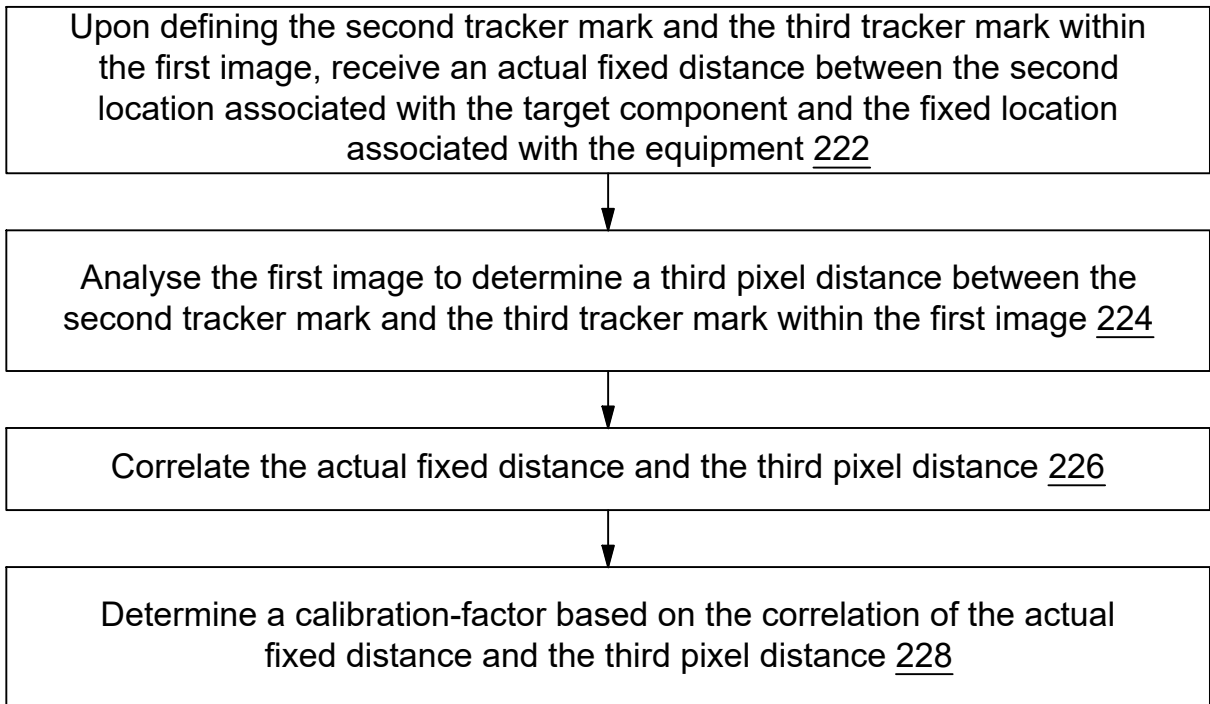 Upon defining the second tracker mark and the third tracker mark within
the first image, receive an actual fixed distance between the second
location associated with the target component and the fixed location
associated with the equipment 222
Analyse the first image to determine a third pixel distance between the
second tracker mark and the third tracker mark within the first image 224
Correlate the actual fixed distance and the third pixel distance 226
Determine a calibration-factor based on the correlation of the actual
fixed distance and the third pixel distance 228